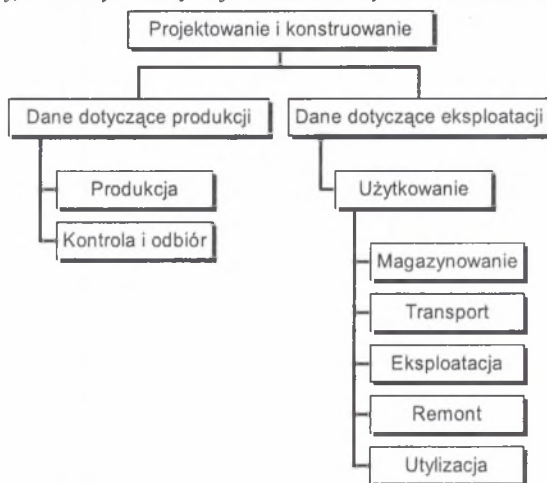 Projektowanie i konstruowanie
Dane dotyczące produkcji
Dane dotyczące eksploatacji
Produkcja
Użytkowanie
Kontrola i odbiór
Magazynowanie
Transport
Eksploatacja
Remont
Utylizacja